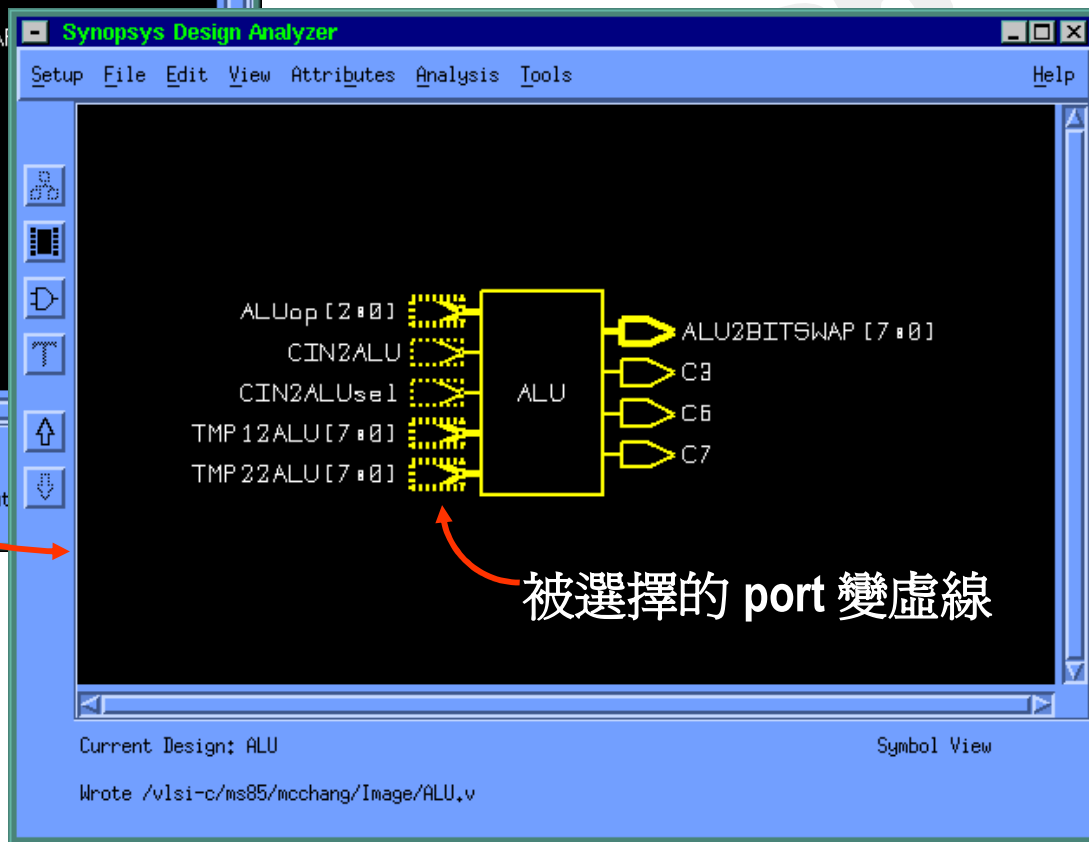 Synopsys Design Analyzer
Setup File Edit View Attributes Analysis Tools Help
ALUop[2:0]
CIN2ALU
CIN2ALUsel
TMP12ALU[7:0]
TMP22ALU[7:0]
ALU
ALU2BITSWAP[7:0]
C3
C6
C7
被選擇的 port 變虛線
Current Design: ALU Symbol View
Wrote /vlsi-c/ms85/mcchang/Image/ALU.v